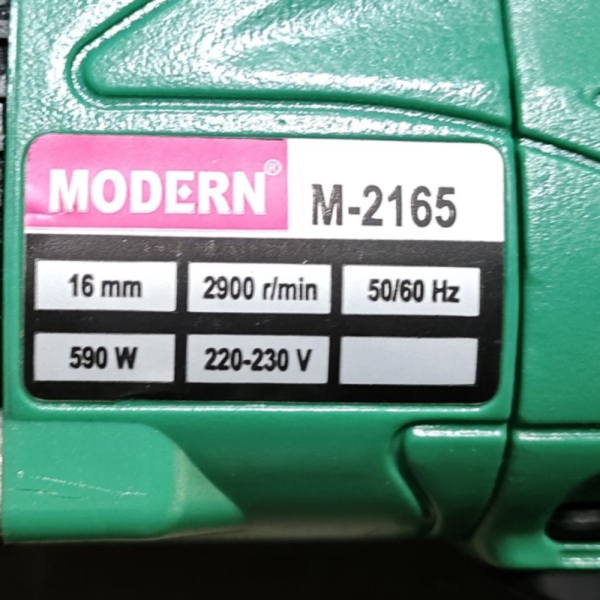 MODERN®
M-2165
16 mm 2900 r/min 50/60 Hz
590 W 220-230 V